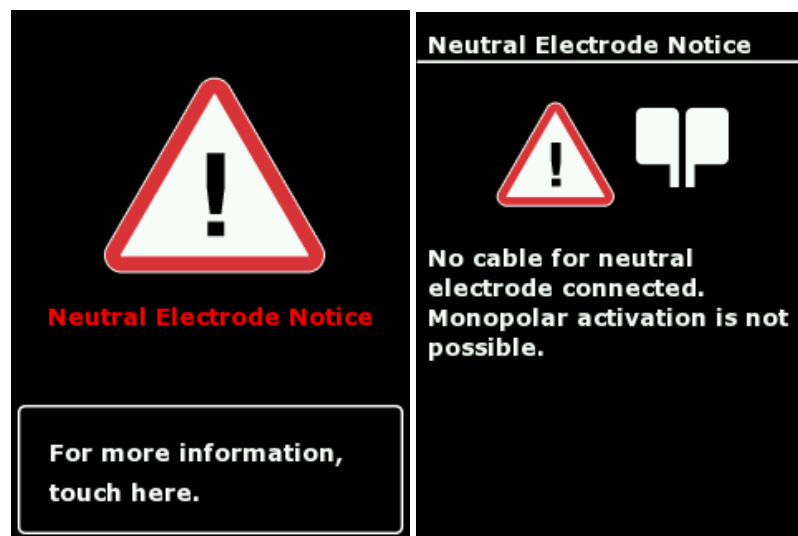 Neutral Electrode Notice
For more information,
touch here.
Neutral Electrode Notice
No cable for neutral
electrode connected.
Monopolar activation is not
possible.